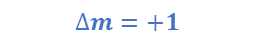 Δm = +1